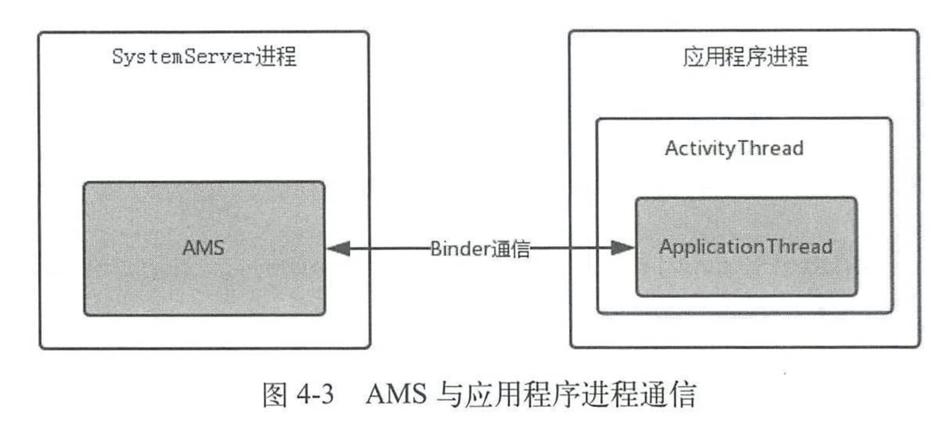 SystemServer进程
应用程序进程
ActivityThread
AMS
Binder通信
ApplicationThread
图 4-3 AMS 与应用程序进程通信